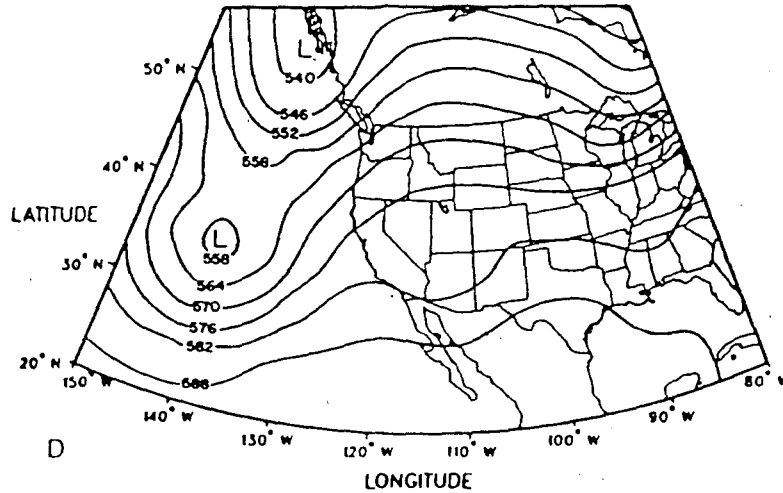 L
50° N
540
546
552
558
40° N
LATITUDE
L
558
30° N
564
570
576
582
20° N
588
150° W
140° W
130° W
120° W
110° W
100° W
90° W
80° W
D
LONGITUDE